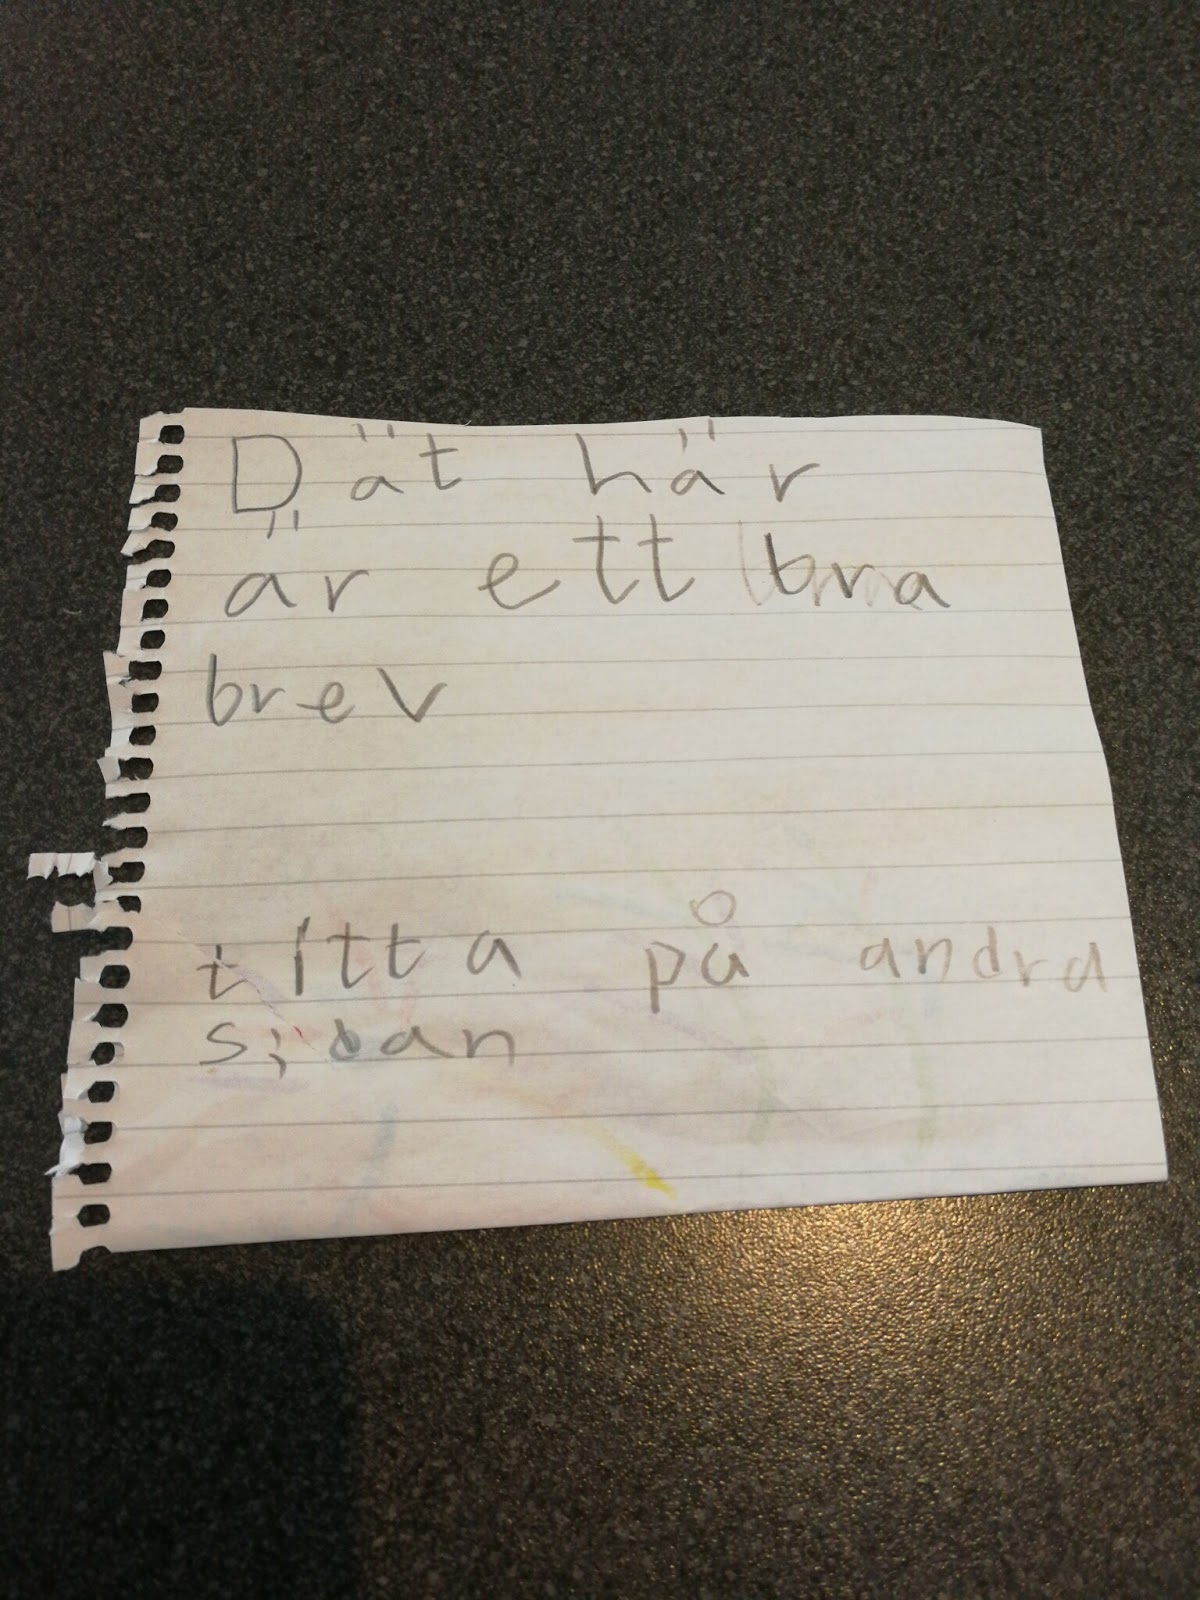 Dät här
är ett bra
brev
titta på andra
sidan